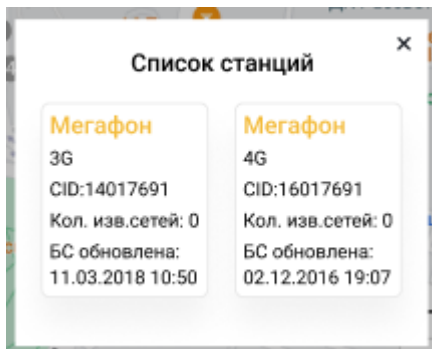 Список станций
Мегафон
3G
CID:14017691
Кол. изв.сетей: 0
БС обновлена:
11.03.2018 10:50
Мегафон
4G
CID:16017691
Кол. изв.сетей: 0
БС обновлена:
02.12.2016 19:07